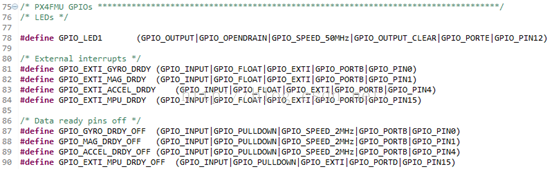 75 /* PX4FMU GPIOs ***********************************************************************************/
76 /* LEDs */
77
78 #define GPIO_LED1 (GPIO_OUTPUT|GPIO_OPENDRAIN|GPIO_SPEED_50MHz|GPIO_OUTPUT_CLEAR|GPIO_PORTE|GPIO_PIN12)
79
80 /* External interrupts */
81 #define GPIO_EXTI_GYRO_DRDY (GPIO_INPUT|GPIO_FLOAT|GPIO_EXTI|GPIO_PORTB|GPIO_PIN0)
82 #define GPIO_EXTI_MAG_DRDY (GPIO_INPUT|GPIO_FLOAT|GPIO_EXTI|GPIO_PORTB|GPIO_PIN1)
83 #define GPIO_EXTI_ACCEL_DRDY (GPIO_INPUT|GPIO_FLOAT|GPIO_EXTI|GPIO_PORTB|GPIO_PIN4)
84 #define GPIO_EXTI_MPU_DRDY (GPIO_INPUT|GPIO_FLOAT|GPIO_EXTI|GPIO_PORTD|GPIO_PIN15)
85
86 /* Data ready pins off */
87 #define GPIO_GYRO_DRDY_OFF (GPIO_INPUT|GPIO_PULLDOWN|GPIO_SPEED_2MHz|GPIO_PORTB|GPIO_PIN0)
88 #define GPIO_MAG_DRDY_OFF (GPIO_INPUT|GPIO_PULLDOWN|GPIO_SPEED_2MHz|GPIO_PORTB|GPIO_PIN1)
89 #define GPIO_ACCEL_DRDY_OFF (GPIO_INPUT|GPIO_PULLDOWN|GPIO_SPEED_2MHz|GPIO_PORTB|GPIO_PIN4)
90 #define GPIO_EXTI_MPU_DRDY_OFF (GPIO_INPUT|GPIO_PULLDOWN|GPIO_EXTI|GPIO_PORTD|GPIO_PIN15)